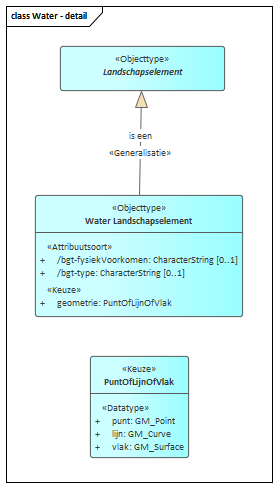 class Water - detail
«Objecttype»
Landschapselement
is een
«Generalisatie»
«Objecttype»
Water Landschapselement
«Attribuutsoort»
+ /bgt-fysiekVoorkomen: CharacterString [0..1]
+ /bgt-type: CharacterString [0..1]
«Keuze»
+ geometrie: PuntOfLijnOfVlak
«Keuze»
PuntOfLijnOfVlak
«Datatype»
+ punt: GM_Point
+ lijn: GM_Curve
+ vlak: GM_Surface